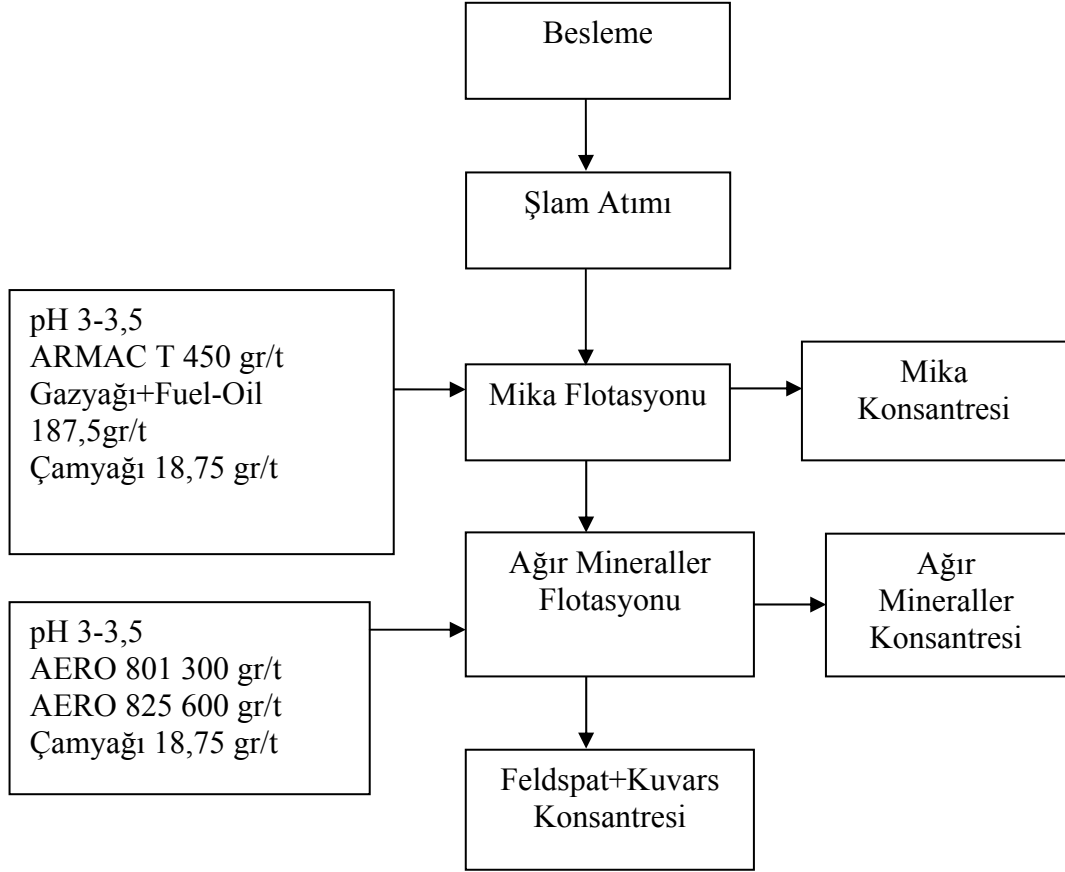 Besleme
Şlam Atımı
pH 3-3,5
ARMAC T 450 gr/t
Gazyağı+Fuel-Oil
187,5gr/t
Çamyağı 18,75 gr/t
Mika Flotasyonu
Mika
Konsantresi
Ağır Mineraller
Flotasyonu
Ağır
Mineraller
Konsantresi
pH 3-3,5
AERO 801 300 gr/t
AERO 825 600 gr/t
Çamyağı 18,75 gr/t
Feldspat+Kuvars
Konsantresi